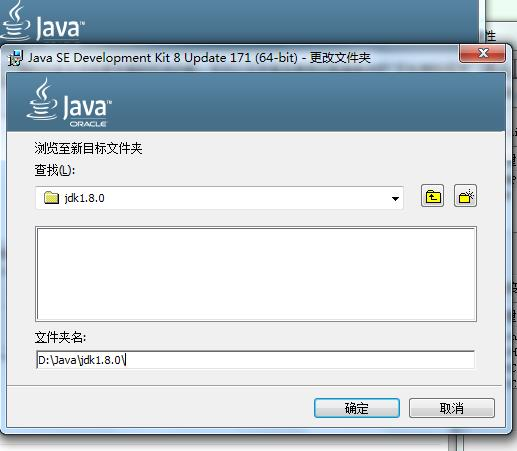 Java
性
Java SE Development Kit 8 Update 171 (64-bit) - 更改文件夹
Java™
ORACLE
浏览至新目标文件夹
查找(L):
jdk1.8.0
文件夹名:
D:\Java\jdk1.8.0\
确定
取消